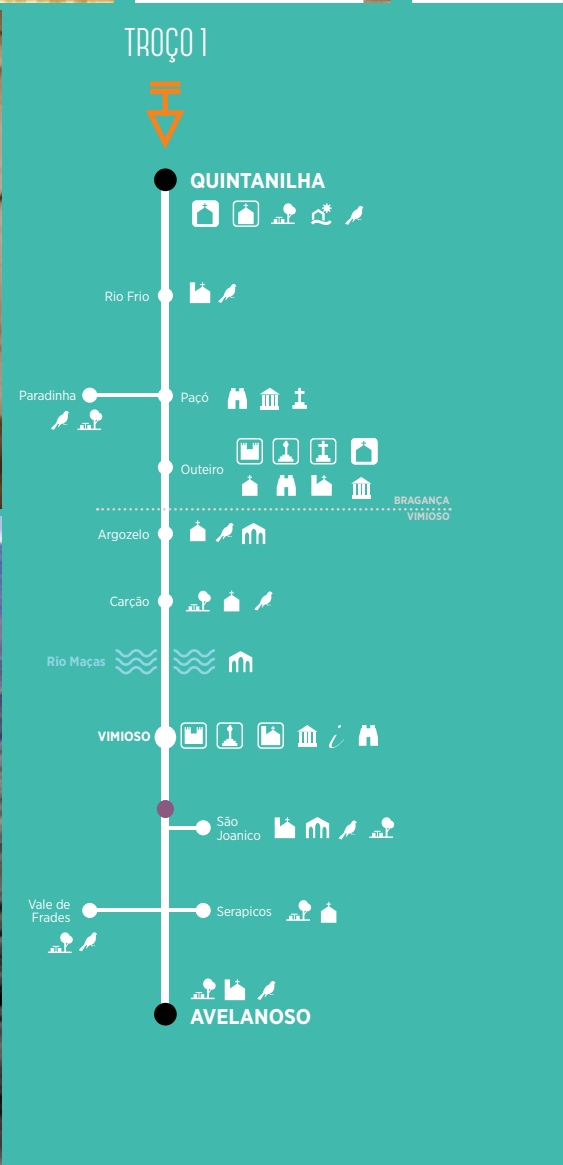 TROÇO 1
QUINTANILHA
Rio Frio
Paradinha
Paçó
Outeiro
BRAGANÇA
VIMIOSO
Argozelo
Carção
Rio Maças
VIMIOSO
i
São
Joanico
Vale de
Frades
Serapicos
AVELANOSO